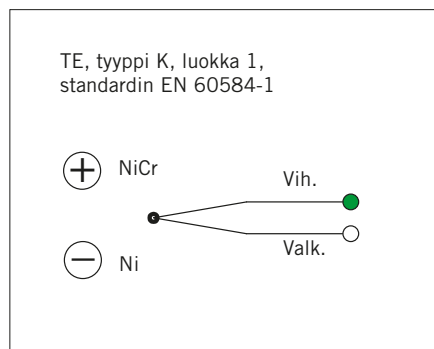 TE, tyyppi K, luokka 1,
standardin EN 60584-1
+ NiCr
Vih.
Valk.
− Ni